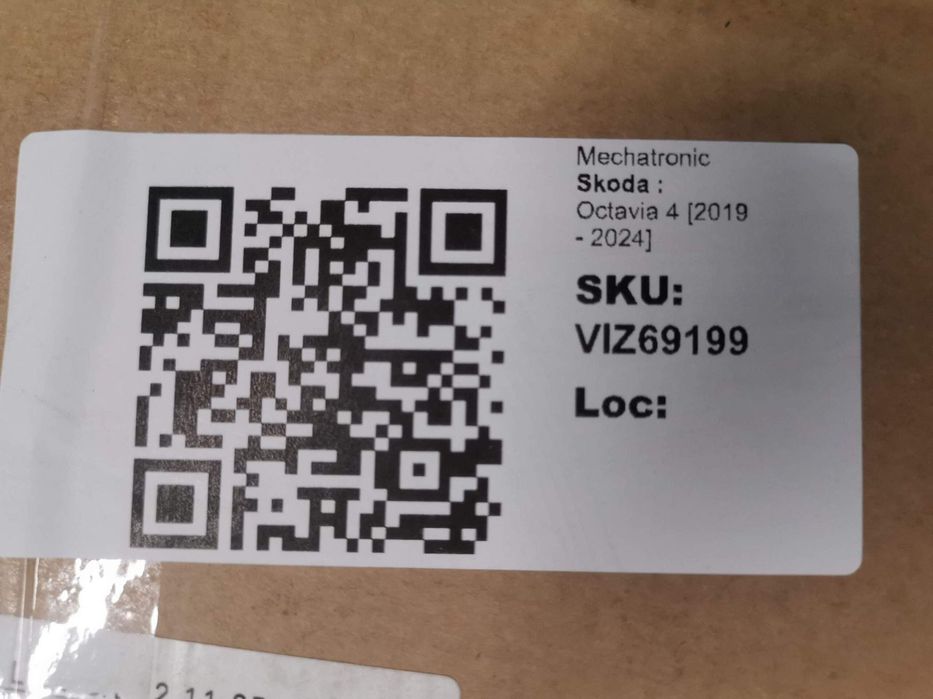 Mechatronic
Skoda :
Octavia 4 [2019
- 2024]
SKU:
VIZ69199
Loc: